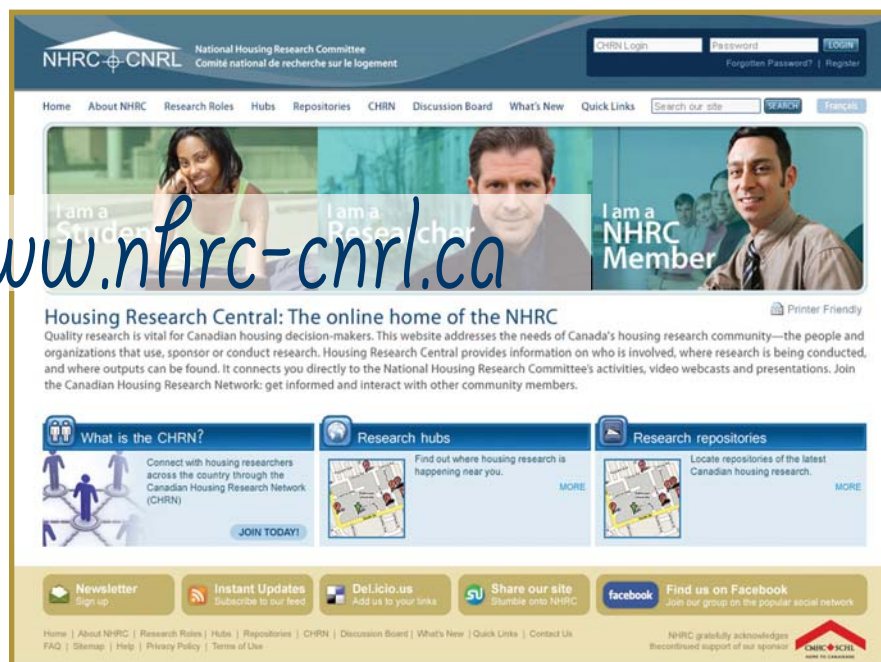 NHRC CNRL
National Housing Research Committee
Comité national de recherche sur le logement
CHRN Login Password LOGIN
Forgotten Password? | Register
Home About NHRC Research Roles Hubs Repositories CHRN Discussion Board What's New Quick Links Search our site SEARCH Français
I am a
Student
I am a
Researcher
I am a
NHRC
Member
www.nhrc-cnrl.ca
Printer Friendly
Housing Research Central: The online home of the NHRC
Quality research is vital for Canadian housing decision-makers. This website addresses the needs of Canada's housing research community—the people and
organizations that use, sponsor or conduct research. Housing Research Central provides information on who is involved, where research is being conducted,
and where outputs can be found. It connects you directly to the National Housing Research Committee's activities, video webcasts and presentations. Join
the Canadian Housing Research Network: get informed and interact with other community members.
What is the CHRN?
Connect with housing researchers
across the country through the
Canadian Housing Research Network
(CHRN)
JOIN TODAY!
Research hubs
Find out where housing research is
happening near you.
MORE
Research repositories
Locate repositories of the latest
Canadian housing research.
MORE
Newsletter
Sign up
Instant Updates
Subscribe to our feed
Del.icio.us
Add us to your links
Share our site
Stumble onto NHRC
facebook
Find us on Facebook
Join our group on the popular social network
Home | About NHRC | Research Roles | Hubs | Repositories | CHRN | Discussion Board | What's New | Quick Links | Contact Us
FAQ | Sitemap | Help | Privacy Policy | Terms of Use
NHRC gratefully acknowledges
thecontinued support of our sponsor
CMHC SCHL
HOME TO CANADIANS